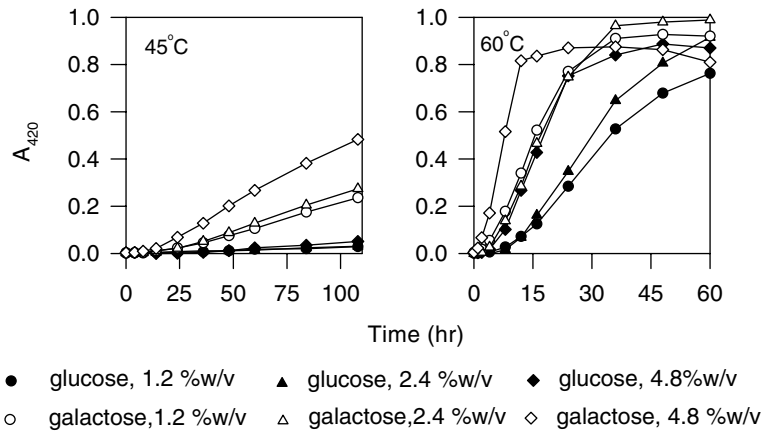 45°C
60°C
1.0
0.8
0.6
0.4
0.2
0.0
1.0
0.8
0.6
0.4
0.2
0.0
A420
0 25 50 75 100
0 15 30 45 60
Time (hr)
glucose, 1.2 %w/v glucose, 2.4 %w/v glucose, 4.8%w/v
galactose,1.2 %w/v galactose,2.4 %w/v galactose, 4.8 %w/v